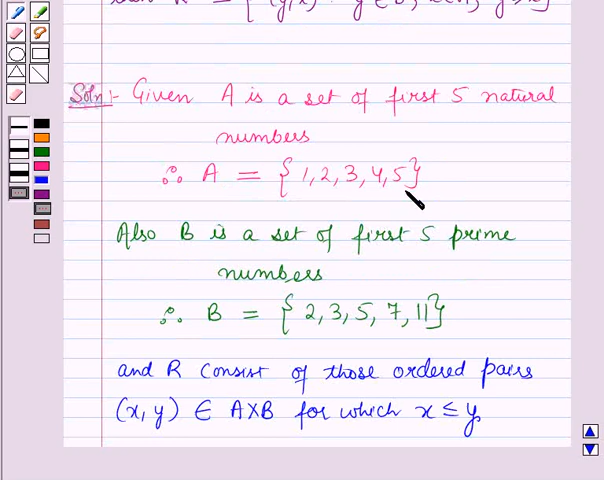 Soln:- Given A is a set of first 5 natural
numbers
∴ A = {1, 2, 3, 4, 5}
Also B is a set of first 5 prime
numbers
∴ B = {2, 3, 5, 7, 11}
and R consist of those ordered pairs
(x, y) ∈ A×B for which x ≤ y